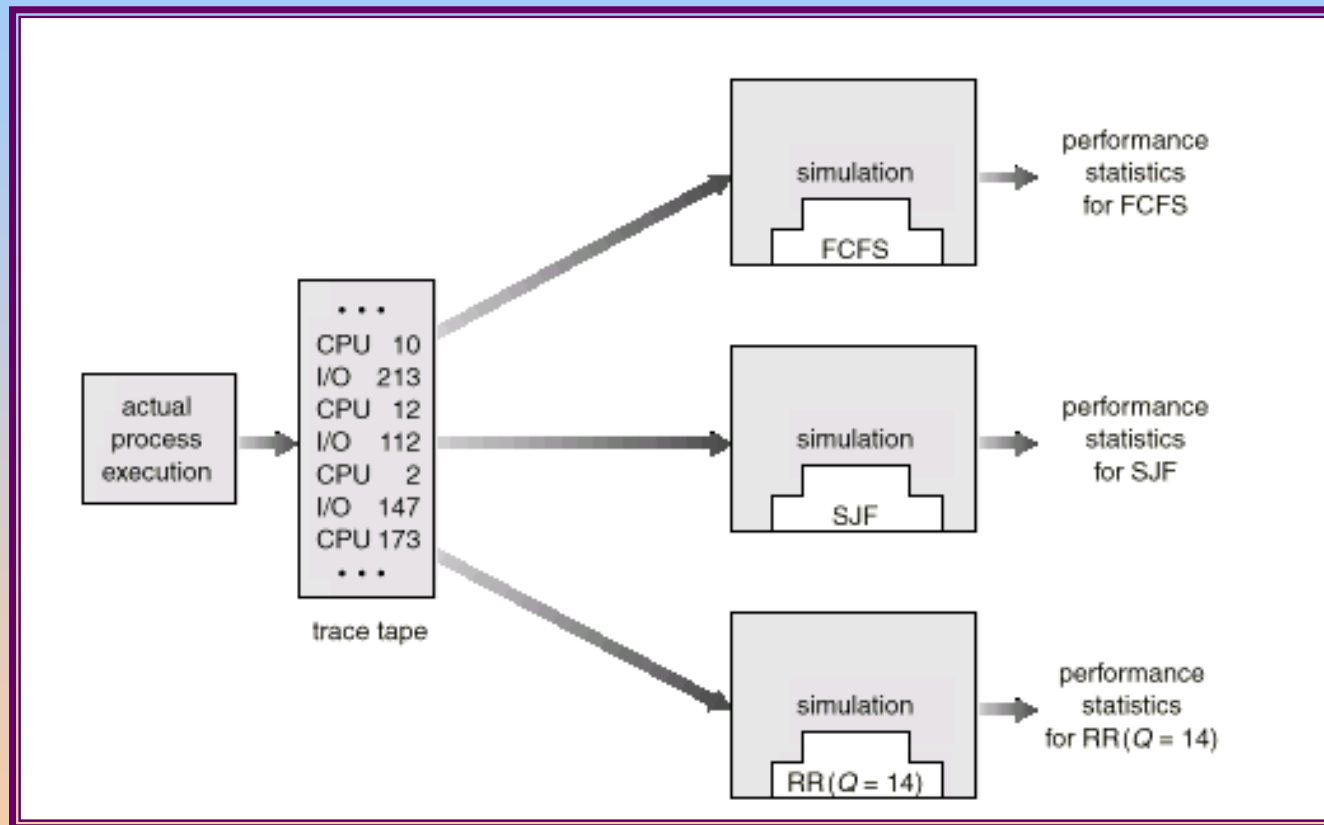 actual
process
execution
• • •
CPU 10
I/O 213
CPU 12
I/O 112
CPU 2
I/O 147
CPU 173
• • •
trace tape
simulation
FCFS
performance
statistics
for FCFS
simulation
SJF
performance
statistics
for SJF
simulation
RR (Q = 14)
performance
statistics
for RR (Q = 14)